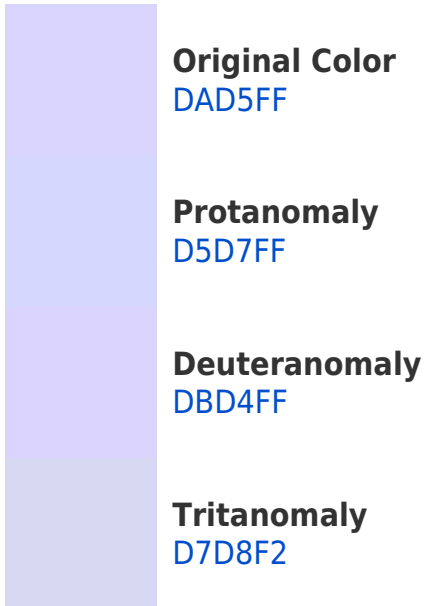 Original Color
DAD5FF
Protanomaly
D5D7FF
Deuteranomaly
DBD4FF
Tritanomaly
D7D8F2